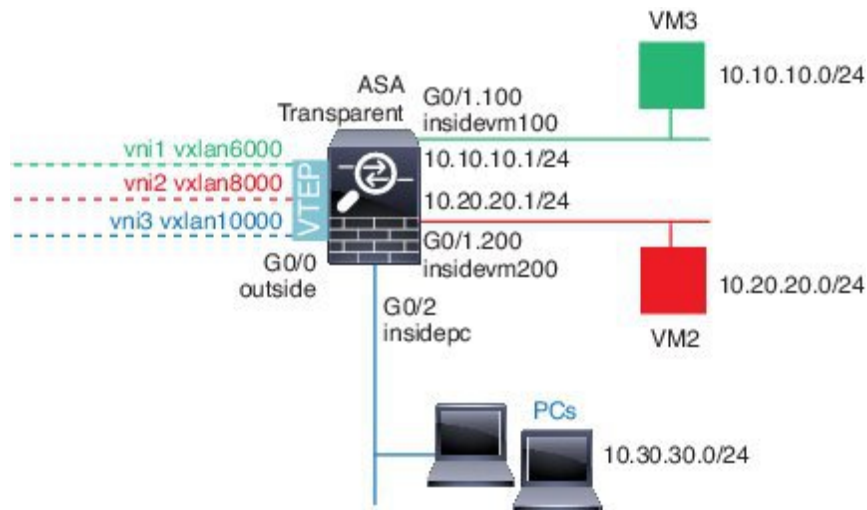 VM3
10.10.10.0/24
ASA
Transparent
G0/1.100
insidevm100
vni1 vxlan6000
vni2 vxlan8000
vni3 vxlan10000
VTEP
10.10.10.1/24
10.20.20.1/24
G0/1.200
insidevm200
G0/0
outside
10.20.20.0/24
VM2
G0/2
insidepc
PCs
10.30.30.0/24